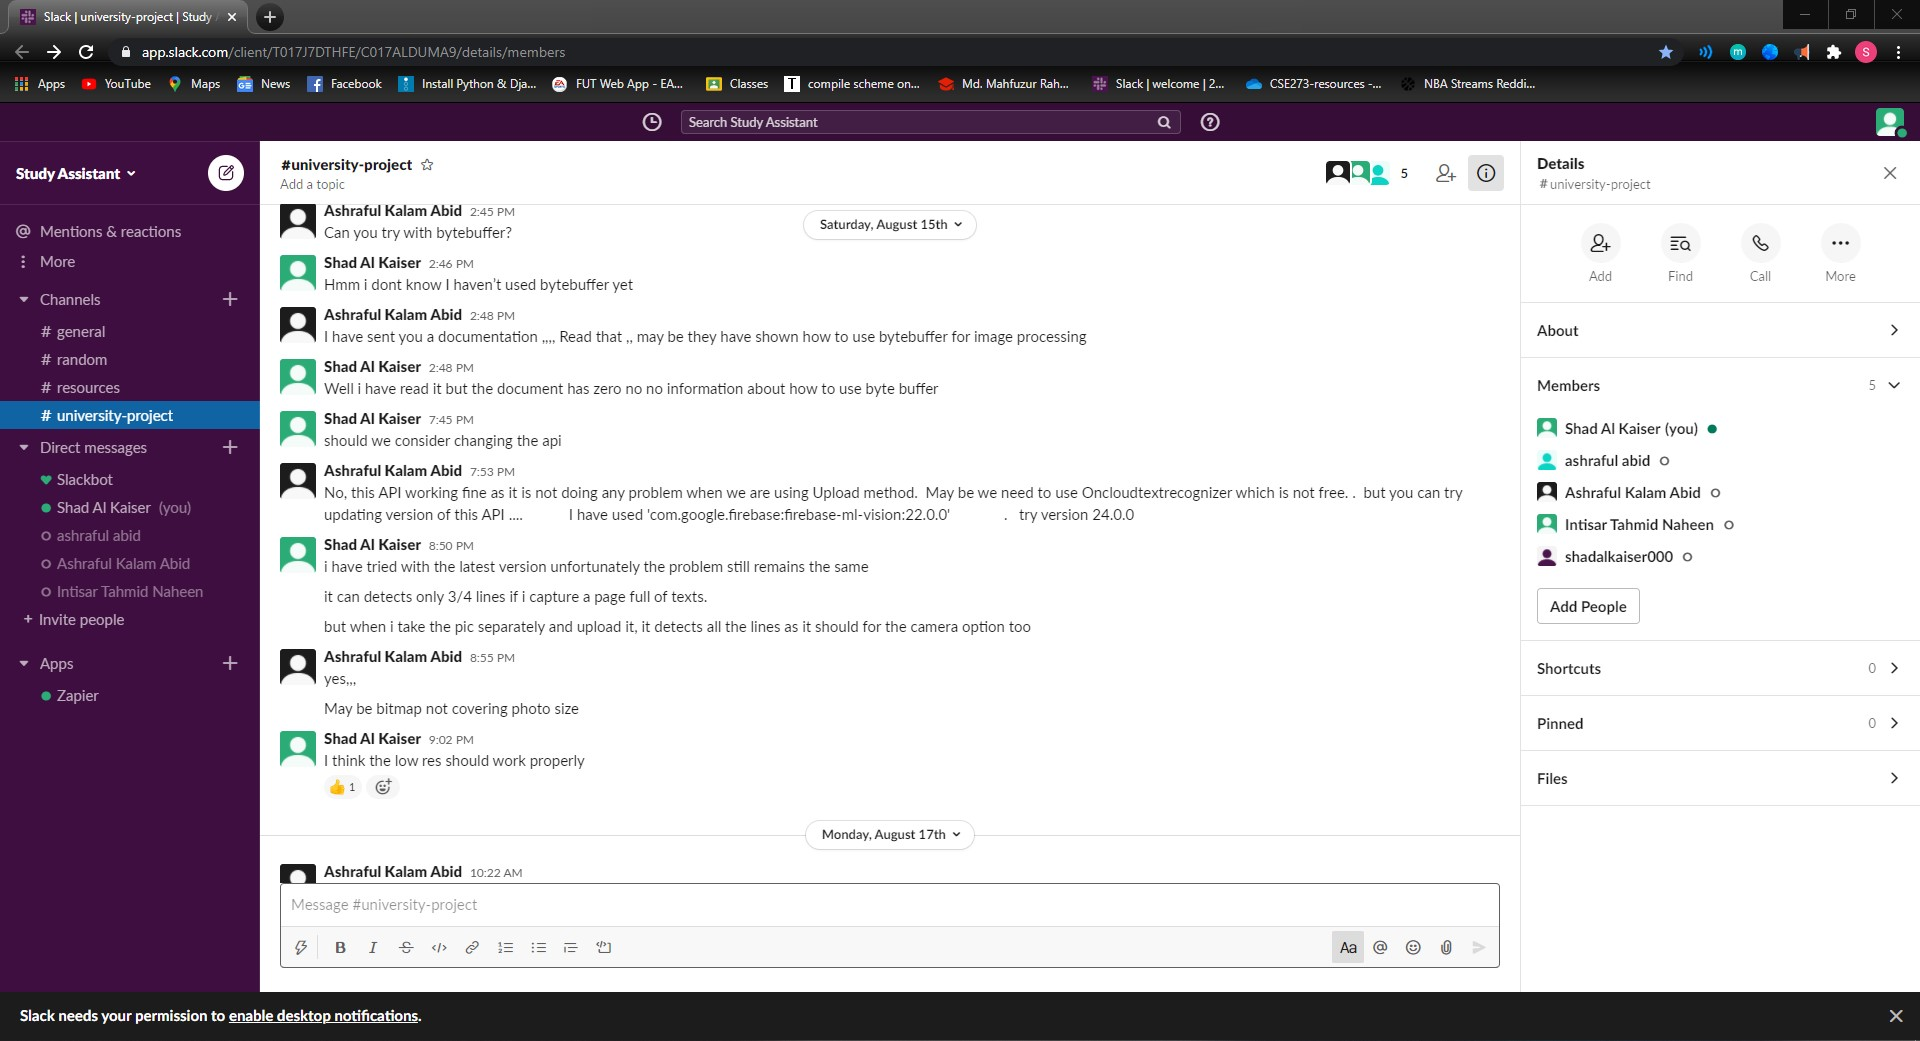 Slack | university-project | Study
app.slack.com/client/T017J7DTHFE/C017ALDUMA9/details/members
S
Apps
YouTube
Maps
News
Facebook
Install Python & Dja...
FUT Web App - EA...
Classes
compile scheme on...
Md. Mahfuzur Rah...
Slack | welcome | 2...
CSE273-resources -...
NBA Streams Reddi...
Search Study Assistant
Study Assistant
Mentions & reactions
More
Channels
# general
# random
# resources
# university-project
Direct messages
Slackbot
Shad Al Kaiser (you)
ashraful abid
Ashraful Kalam Abid
Intisar Tahmid Naheen
+ Invite people
Apps
Zapier
#university-project
Add a topic
5
Saturday, August 15th
Ashraful Kalam Abid 2:45 PM
Can you try with bytebuffer?
Shad Al Kaiser 2:46 PM
Hmm i dont know I haven't used bytebuffer yet
Ashraful Kalam Abid 2:48 PM
I have sent you a documentation ,,,, Read that ,, may be they have shown how to use bytebuffer for image processing
Shad Al Kaiser 2:48 PM
Well i have read it but the document has zero no no information about how to use byte buffer
Shad Al Kaiser 7:45 PM
should we consider changing the api
Ashraful Kalam Abid 7:53 PM
No, this API working fine as it is not doing any problem when we are using Upload method.  May be we need to use Oncloudtextrecognizer which is not free. .  but you can try
updating version of this API ....          I have used 'com.google.firebase:firebase-ml-vision:22.0.0'          .   try version 24.0.0
Shad Al Kaiser 8:50 PM
i have tried with the latest version unfortunately the problem still remains the same
it can detects only 3/4 lines if i capture a page full of texts.
but when i take the pic separately and upload it, it detects all the lines as it should for the camera option too
Ashraful Kalam Abid 8:55 PM
yes,,,
May be bitmap not covering photo size
Shad Al Kaiser 9:02 PM
I think the low res should work properly
1
Monday, August 17th
Ashraful Kalam Abid 10:22 AM
Message #university-project
B I S </> Aa @
Details
# university-project
Add
Find
Call
More
About
Members 5
Shad Al Kaiser (you)
ashraful abid
Ashraful Kalam Abid
Intisar Tahmid Naheen
shadalkaiser000
Add People
Shortcuts 0
Pinned 0
Files
Slack needs your permission to enable desktop notifications.